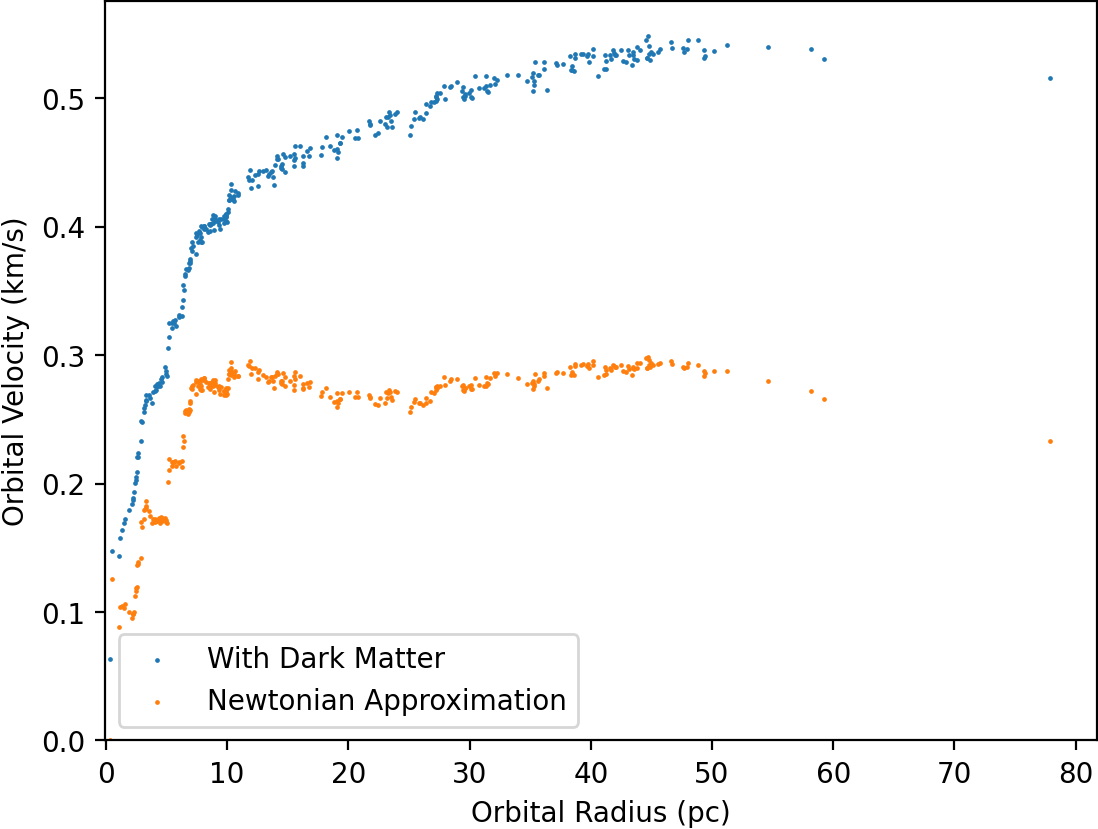 Orbital Velocity (km/s)
0.5
0.4
0.3
0.2
0.1
0.0
With Dark Matter
Newtonian Approximation
0 10 20 30 40 50 60 70 80
Orbital Radius (pc)